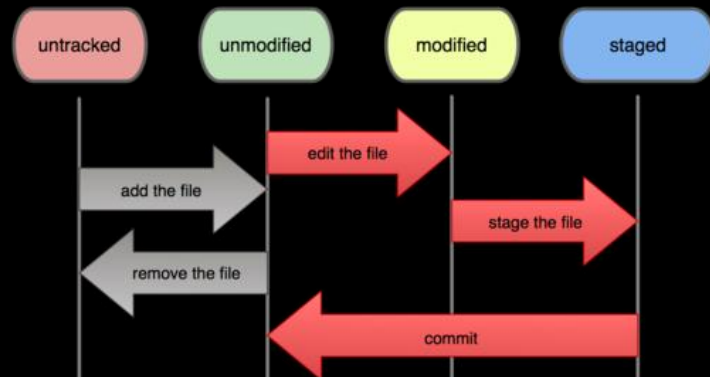 untracked
unmodified
modified
staged
edit the file
add the file
stage the file
remove the file
commit